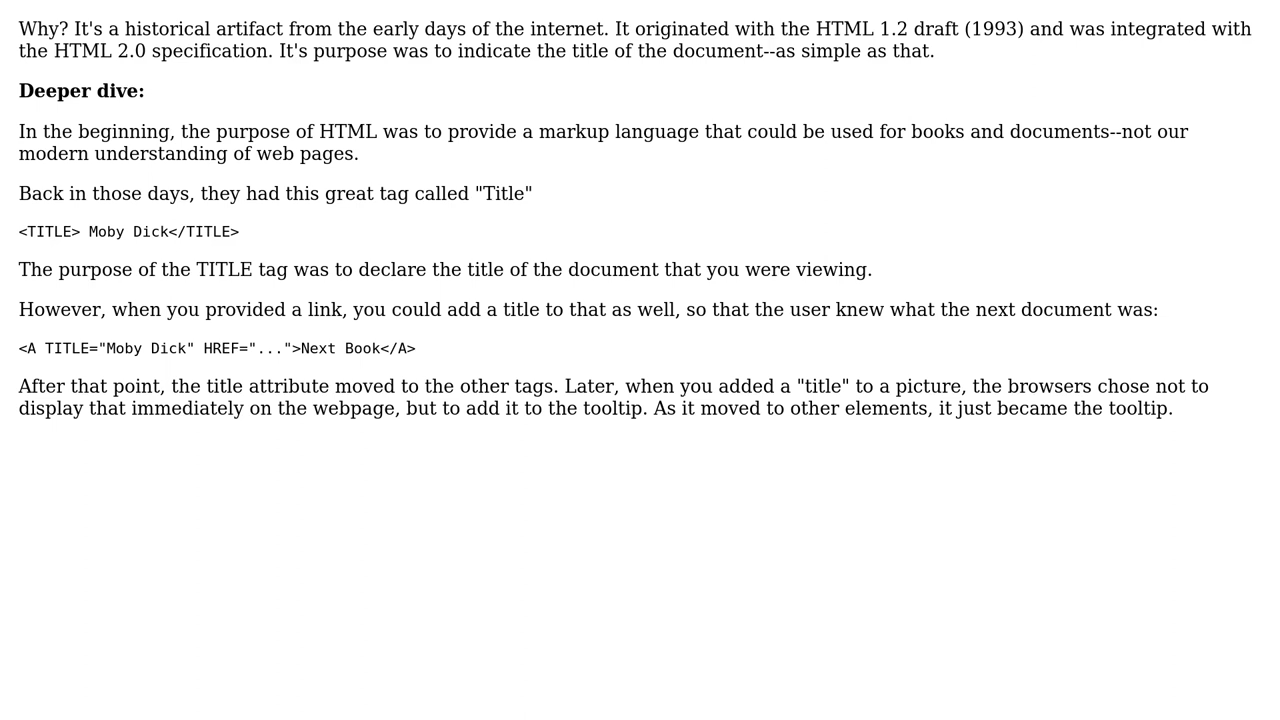 Why? It's a historical artifact from the early days of the internet. It originated with the HTML 1.2 draft (1993) and was integrated with
the HTML 2.0 specification. It's purpose was to indicate the title of the document--as simple as that.
Deeper dive:
In the beginning, the purpose of HTML was to provide a markup language that could be used for books and documents--not our
modern understanding of web pages.
Back in those days, they had this great tag called "Title"
<TITLE> Moby Dick</TITLE>
The purpose of the TITLE tag was to declare the title of the document that you were viewing.
However, when you provided a link, you could add a title to that as well, so that the user knew what the next document was:
<A TITLE="Moby Dick" HREF="...">Next Book</A>
After that point, the title attribute moved to the other tags. Later, when you added a "title" to a picture, the browsers chose not to
display that immediately on the webpage, but to add it to the tooltip. As it moved to other elements, it just became the tooltip.